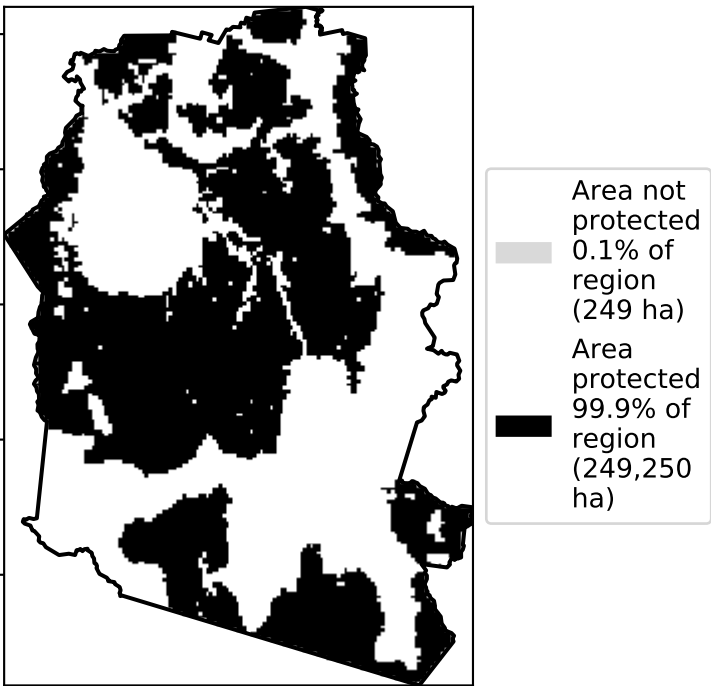 Area not
protected
0.1% of
region
(249 ha)
Area
protected
99.9% of
region
(249,250
ha)